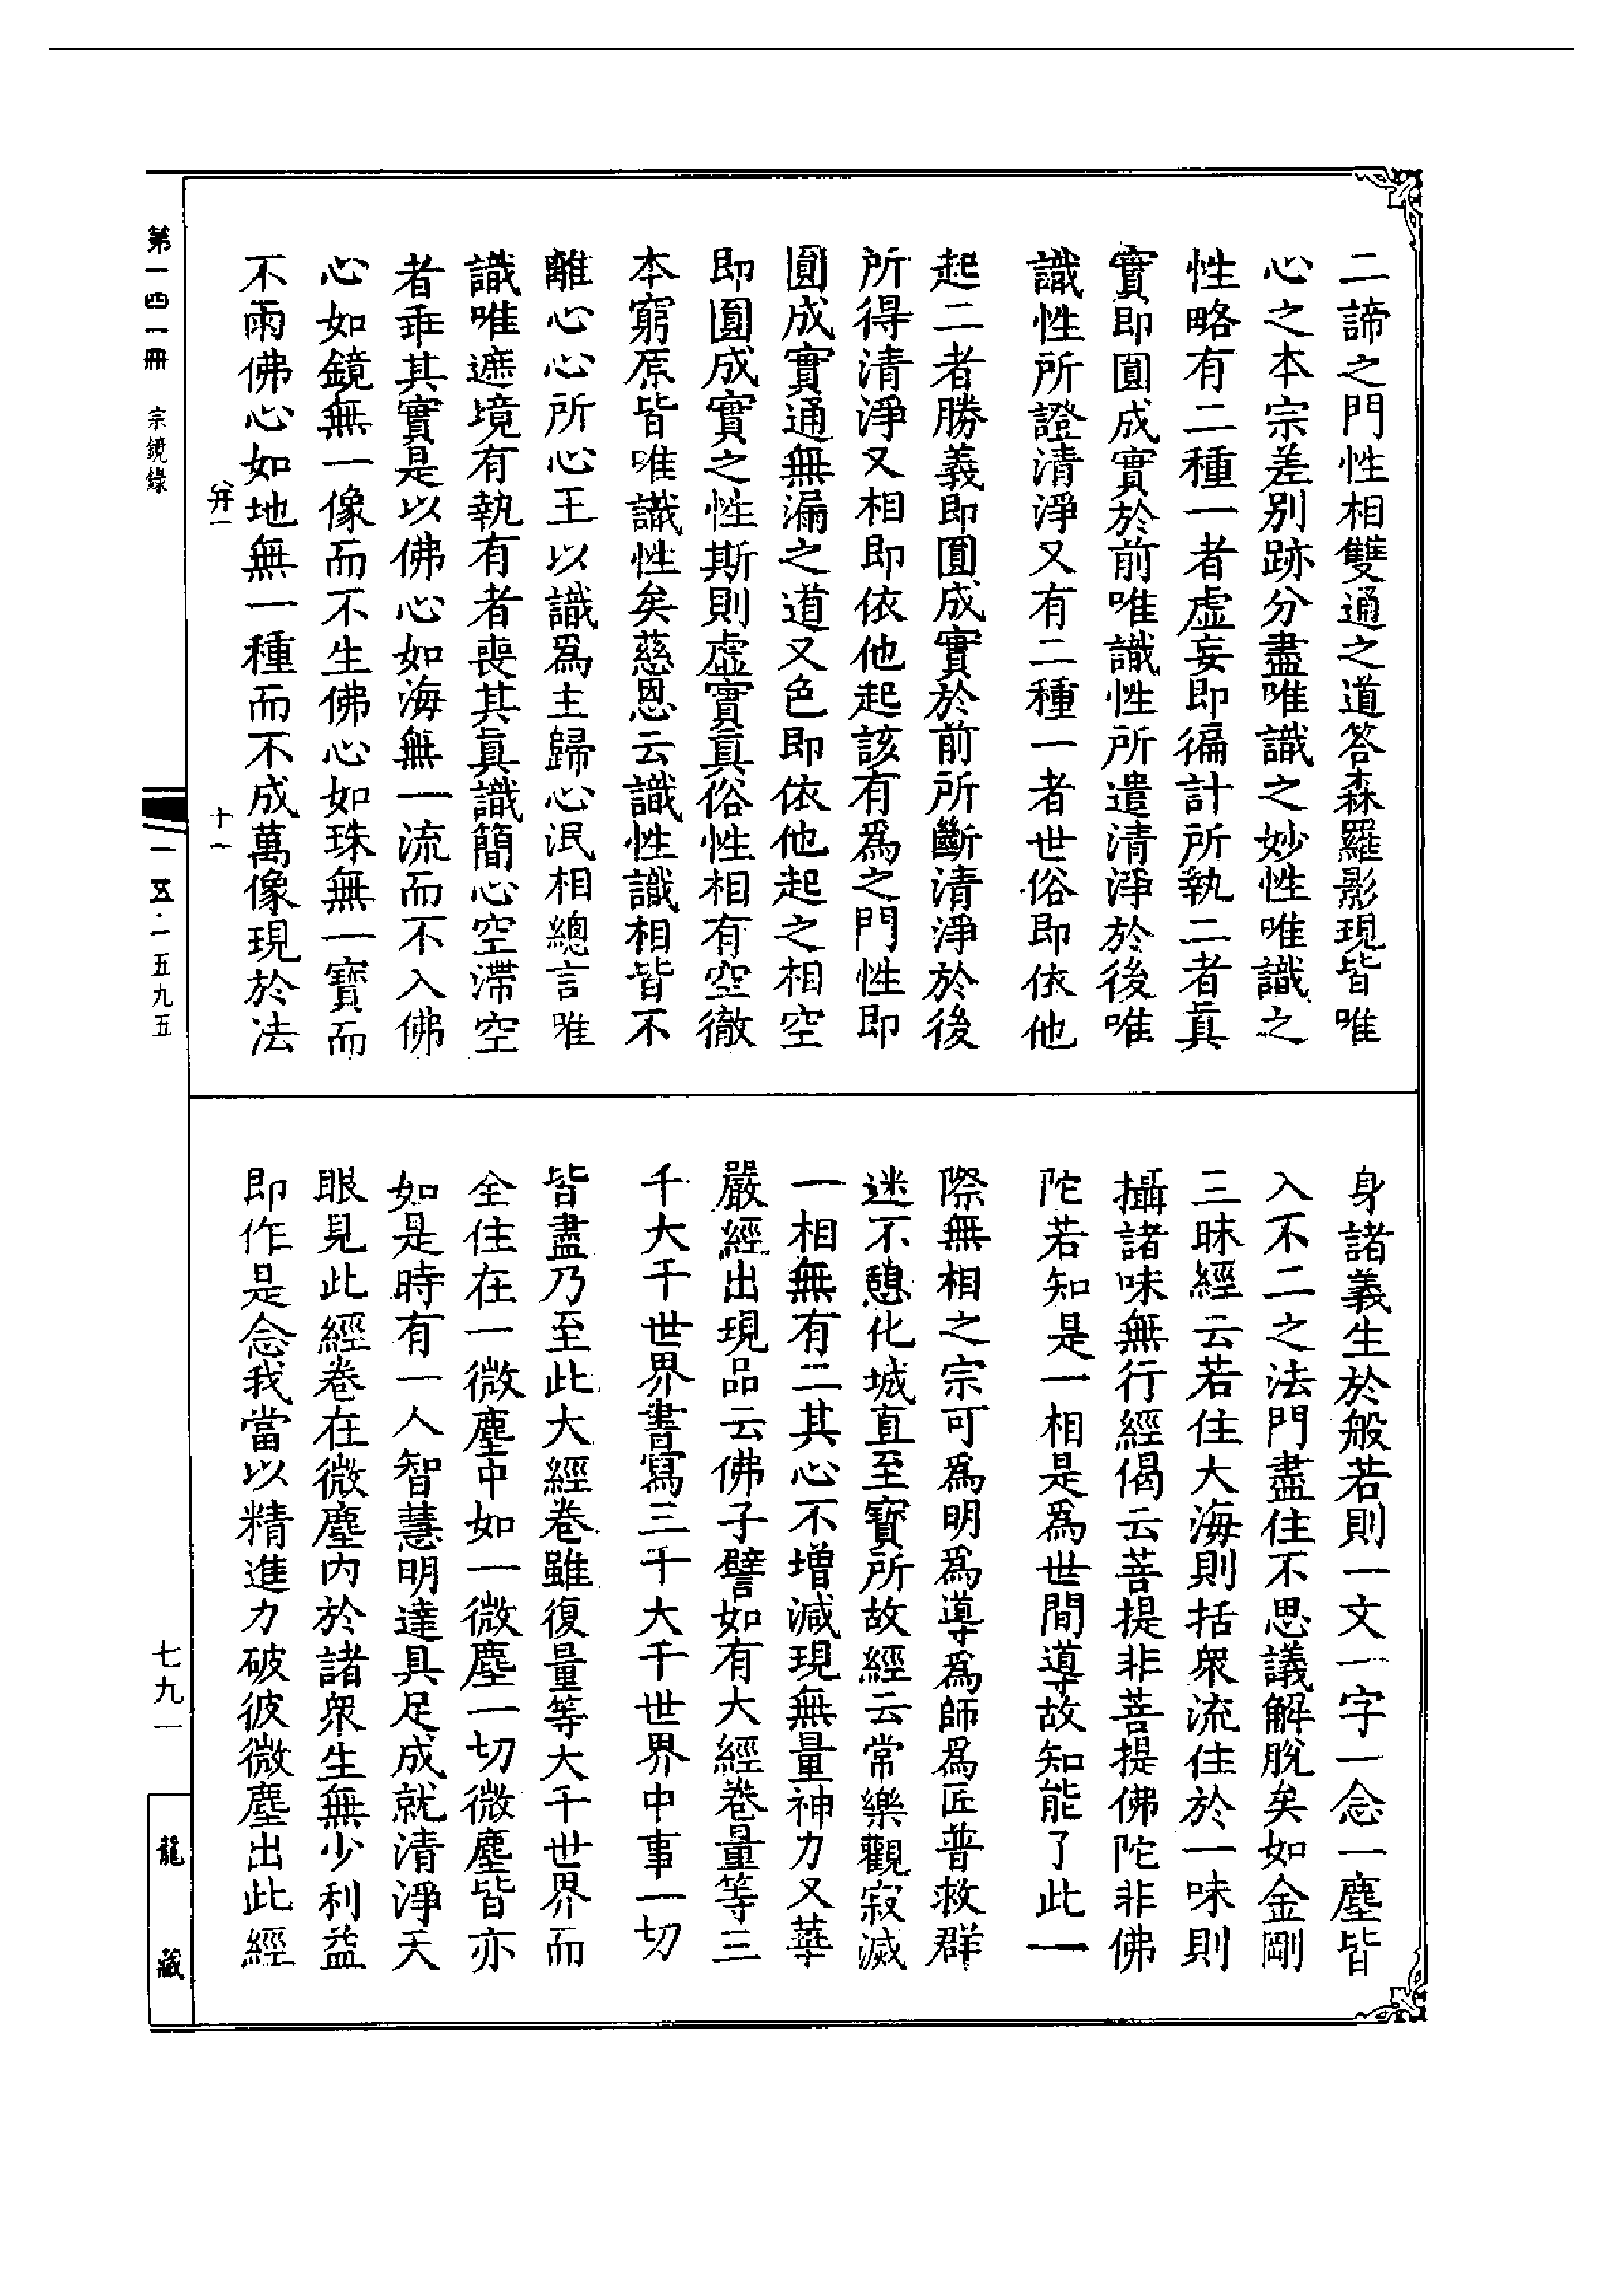 二諦之門性相雙通之道答森羅影現皆唯
心之本宗差別跡分盡唯識之妙性唯識之
性略有二種一者虛妄即徧計所執二者眞
實即圓成實於前唯識性所遣清淨於後唯
識性所證清淨又有二種一者世俗即依他
起二者勝義即圓成實於前所斷清淨於後
所得清淨又相即依他起該有爲之門性即
圓成實通無漏之道又色即依他起之相空
即圓成實之性斯則虛實眞俗性相有空徹
本窮原皆唯識性矣慈恩云識性識相皆不
離心心所心王以識爲主歸心泯相總言唯
識唯遮境有執有者喪其眞識簡心空滯空
者乖其實是以佛心如海無一流而不入佛
心如鏡無一像而不生佛心如珠無一寶而
不雨佛心如地無一種而不成萬像現於法
身諸義生於般若則一文一字一念一塵皆
入不二之法門盡住不思議解脫矣如金剛
三昧經云若住大海則括眾流住於一味則
攝諸味無行經偈云菩提非菩提佛陀非佛
陀若知是一相是爲世間導故知能了此一
際無相之宗可爲明爲導爲師爲匠普救群
迷不憩化城直至寶所故經云常樂觀寂滅
一相無有二其心不增減現無量神力又華
嚴經出現品云佛子譬如有大經卷量等三
千大千世界書寫三千大千世界中事一切
皆盡乃至此大經卷雖復量等大千世界而
全住在一微塵中如一微塵一切微塵皆亦
如是時有一人智慧明達具足成就清淨天
眼見此經卷在微塵內於諸眾生無少利益
即作是念我當以精進力破彼微塵出此經
第一四一冊 宗鏡錄
十一
一五·一五九五
七九一
龍藏